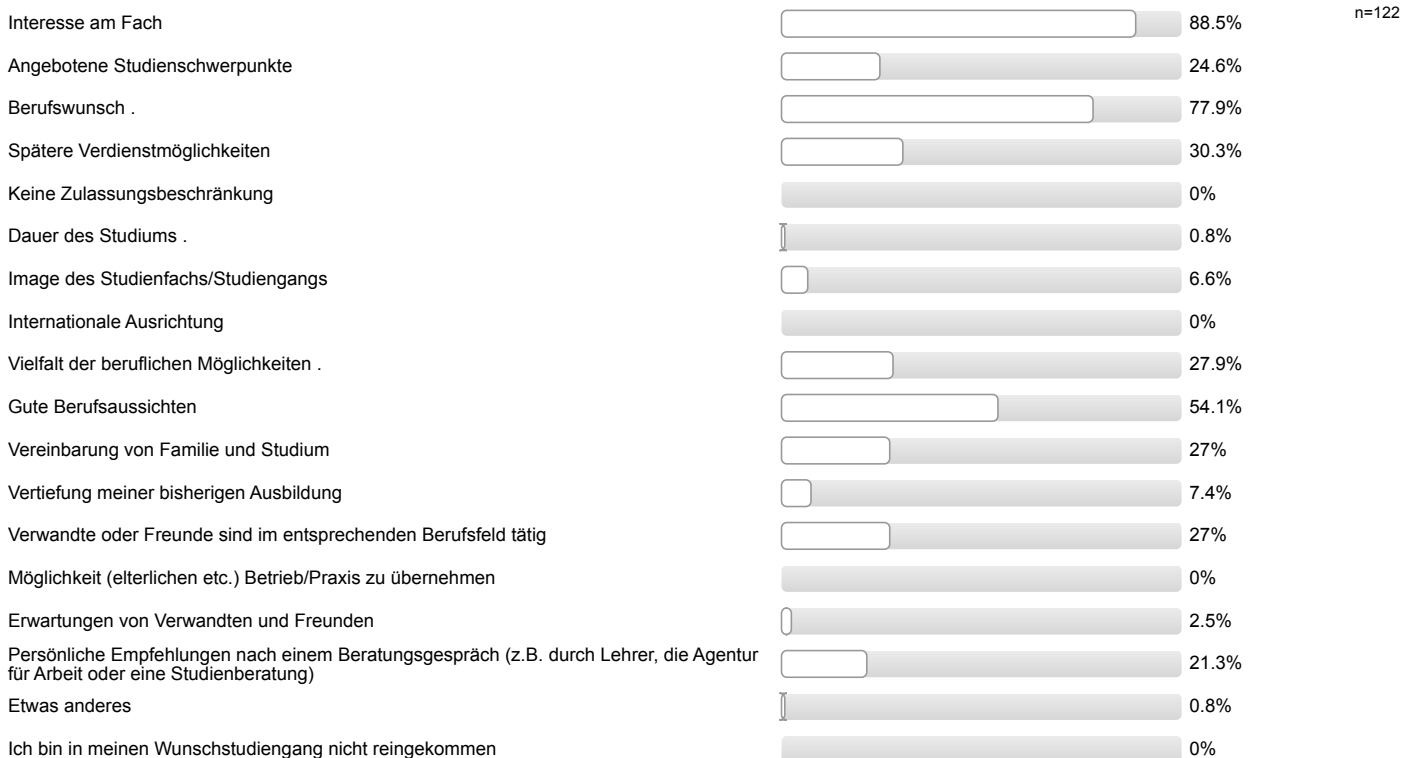 n=122
Interesse am Fach 88.5%
Angebotene Studienschwerpunkte 24.6%
Berufswunsch . 77.9%
Spätere Verdienstmöglichkeiten 30.3%
Keine Zulassungsbeschränkung 0%
Dauer des Studiums . 0.8%
Image des Studienfachs/Studiengangs 6.6%
Internationale Ausrichtung 0%
Vielfalt der beruflichen Möglichkeiten . 27.9%
Gute Berufsaussichten 54.1%
Vereinbarung von Familie und Studium 27%
Vertiefung meiner bisherigen Ausbildung 7.4%
Verwandte oder Freunde sind im entsprechenden Berufsfeld tätig 27%
Möglichkeit (elterlichen etc.) Betrieb/Praxis zu übernehmen 0%
Erwartungen von Verwandten und Freunden 2.5%
Persönliche Empfehlungen nach einem Beratungsgespräch (z.B. durch Lehrer, die Agentur
für Arbeit oder eine Studienberatung) 21.3%
Etwas anderes 0.8%
Ich bin in meinen Wunschstudiengang nicht reingekommen 0%